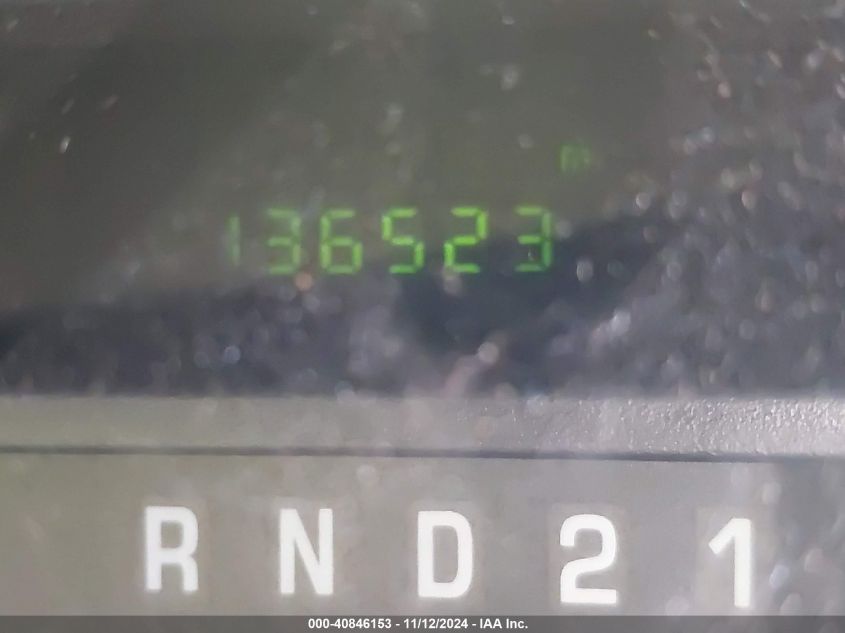 m
136523
R N D 2 1
000-40846153 - 11/12/2024 - IAA Inc.